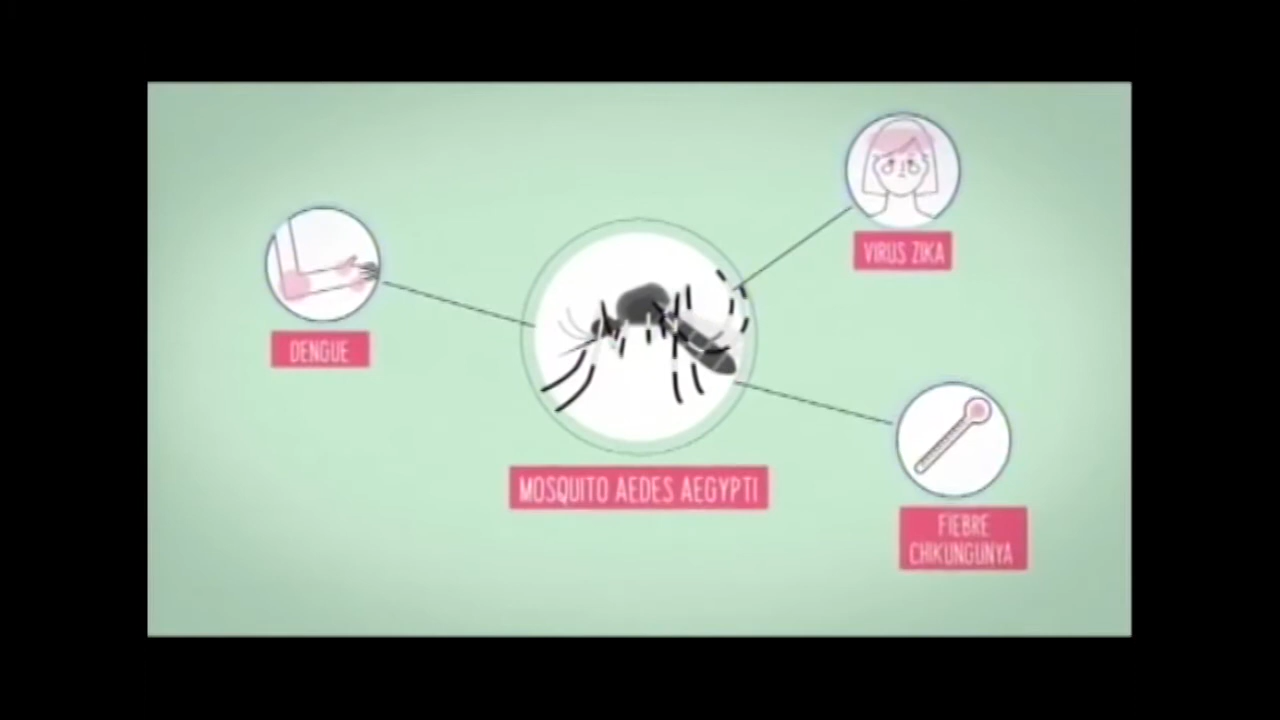 VIRUS ZIKA
DENGUE
MOSQUITO AEDES AEGYPTI
FIEBRE
CHIKUNGUNYA